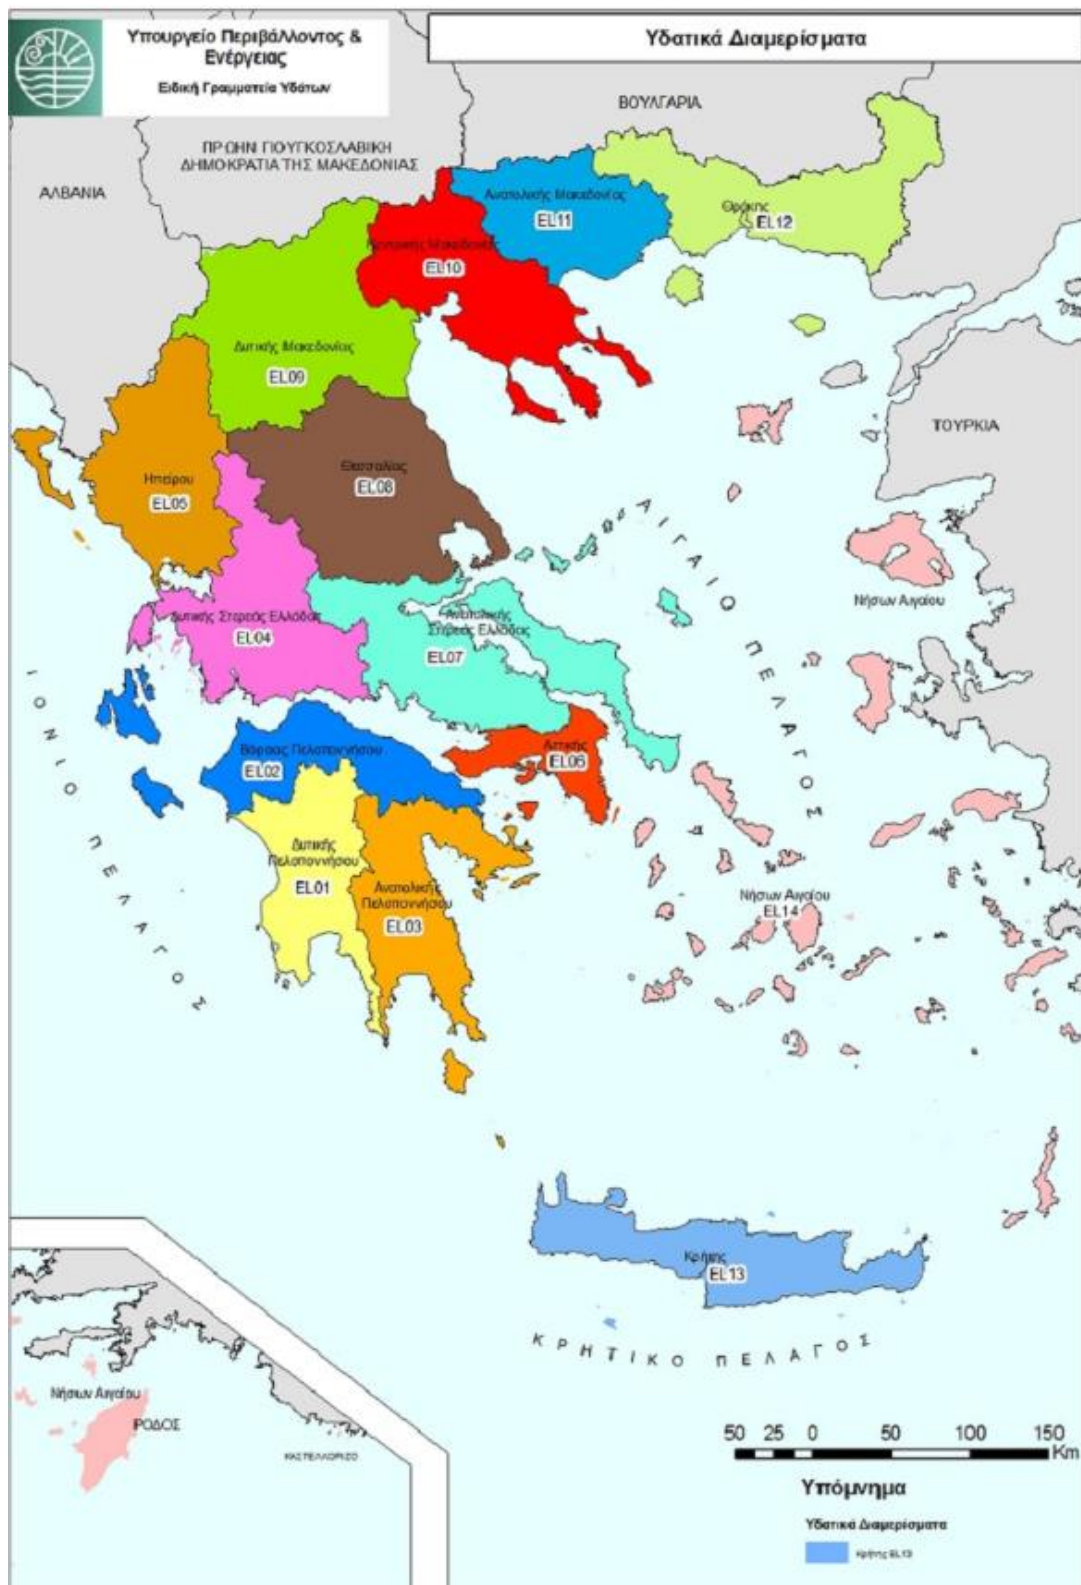 Υπουργείο Περιβάλλοντος &
Ενέργειας
Ειδική Γραμματεία Υδάτων
Υδατικά Διαμερίσματα
ΒΟΥΛΓΑΡΙΑ
ΠΡΩΗΝ ΓΙΟΥΓΚΟΣΛΑΒΙΚΗ
ΔΗΜΟΚΡΑΤΙΑ ΤΗΣ ΜΑΚΕΔΟΝΙΑΣ
ΑΛΒΑΝΙΑ
Ανατολικής Μακεδονίας
EL11
Θράκης
EL12
Κεντρικής Μακεδονίας
EL10
Δυτικής Μακεδονίας
EL09
ΤΟΥΡΚΙΑ
Θεσσαλίας
EL08
Ηπείρου
EL05
ΑΙΓΑΙΟ ΠΕΛΑΓΟΣ
Νήσων Αιγαίου
Δυτικής Στερεάς Ελλάδας
EL04
Ανατολικής
Στερεάς Ελλάδας
EL07
ΙΟΝΙΟ ΠΕΛΑΓΟΣ
Βόρειας Πελοποννήσου
EL02
Αττικής
EL06
Δυτικής
Πελοποννήσου
EL01
Ανατολικής
Πελοποννήσου
EL03
Νήσων Αιγαίου
EL14
Κρήτης
EL13
ΚΡΗΤΙΚΟ ΠΕΛΑΓΟΣ
Νήσων Αιγαίου
ΡΟΔΟΣ
ΚΑΣΤΕΛΛΟΡΙΖΟ
50 25 0 50 100 150
Km
Υπόμνημα
Υδατικά Διαμερίσματα
Κρήτης EL13